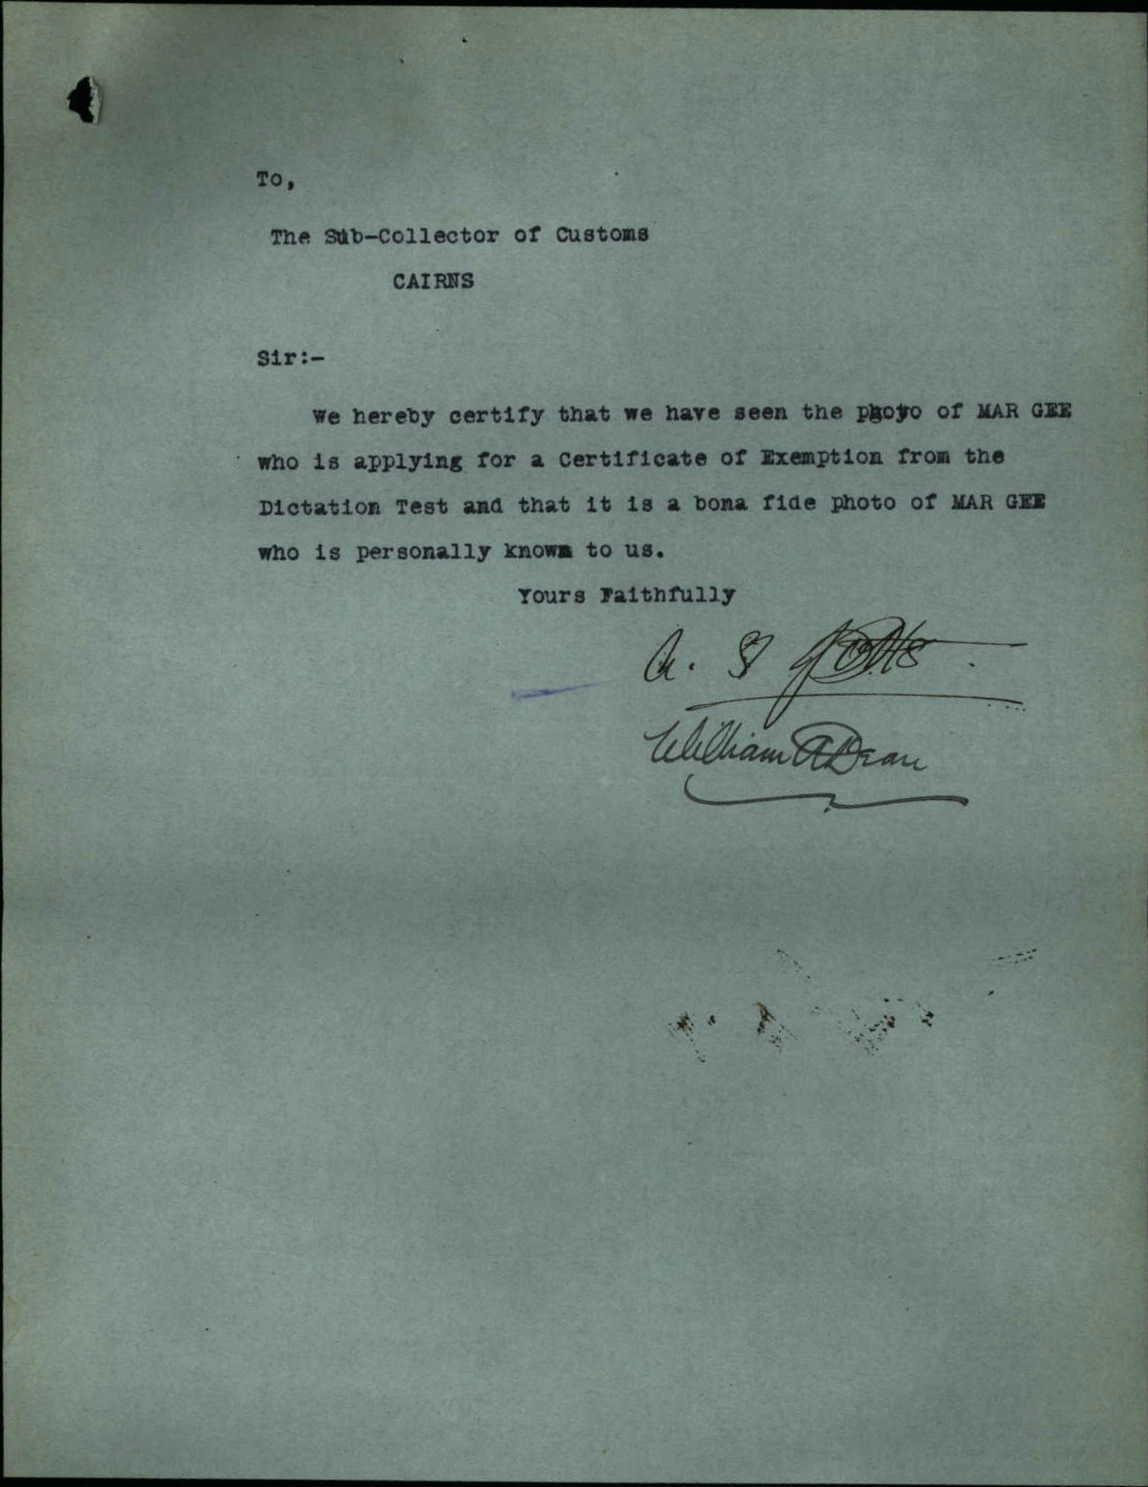 To,
The Sub-Collector of Customs
CAIRNS
Sir:-
We hereby certify that we have seen the photo of MAR GEE
who is applying for a Certificate of Exemption from the
Dictation Test and that it is a bona fide photo of MAR GEE
who is personally known to us.
Yours Faithfully
William A Dean